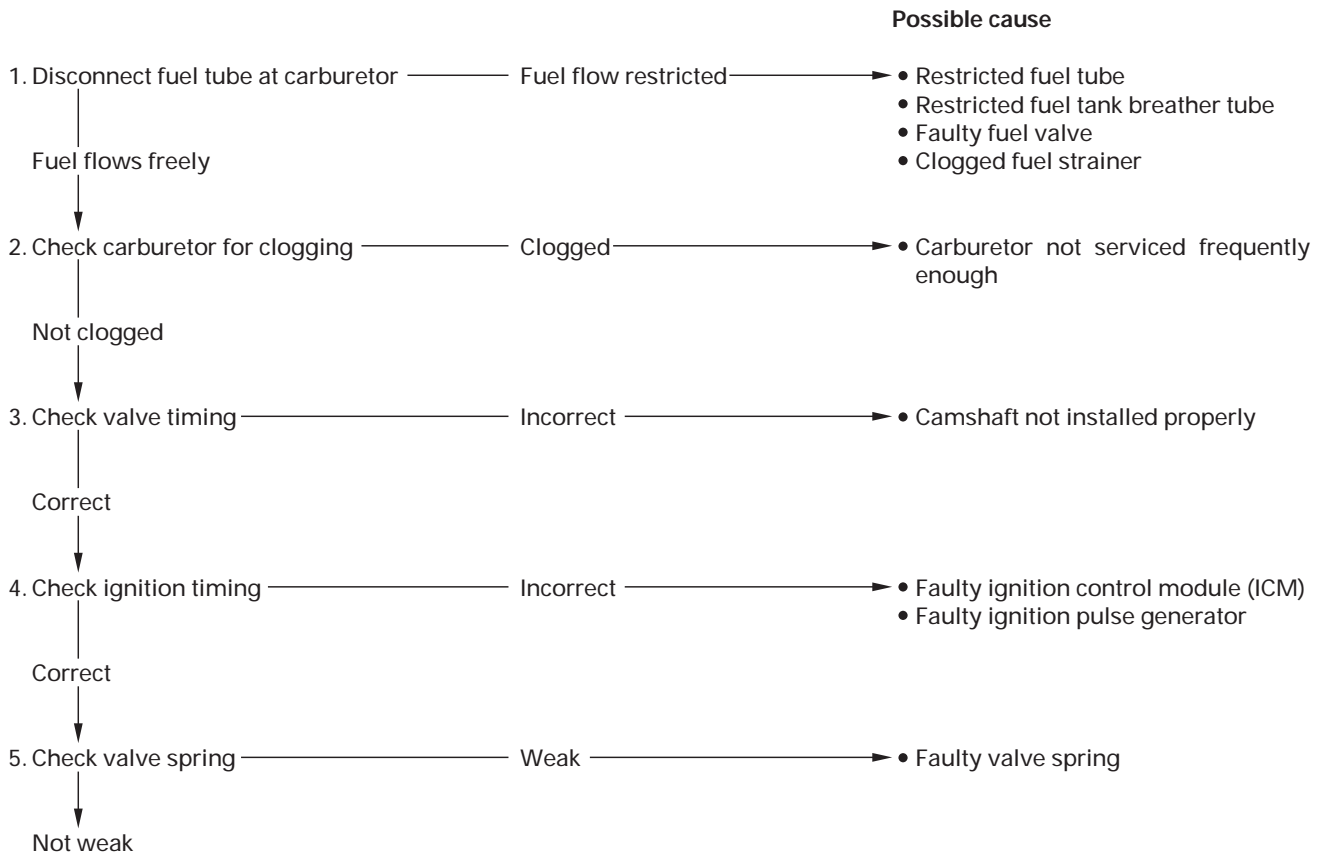 Possible cause
1. Disconnect fuel tube at carburetor Fuel flow restricted • Restricted fuel tube
• Restricted fuel tank breather tube
• Faulty fuel valve
Fuel flows freely • Clogged fuel strainer
2. Check carburetor for clogging Clogged • Carburetor not serviced frequently
enough
Not clogged
3. Check valve timing Incorrect • Camshaft not installed properly
Correct
4. Check ignition timing Incorrect • Faulty ignition control module (ICM)
• Faulty ignition pulse generator
Correct
5. Check valve spring Weak • Faulty valve spring
Not weak